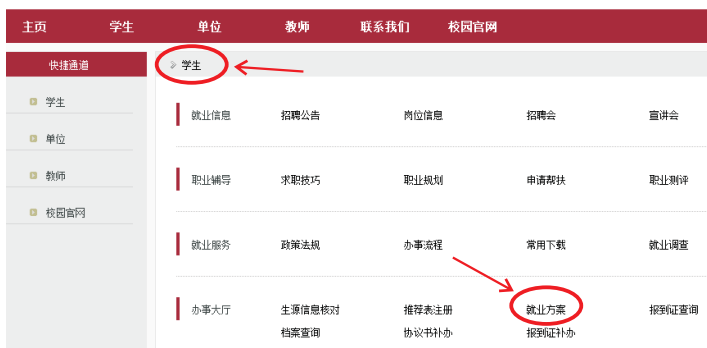 主页 学生 单位 教师 联系我们 校园官网
快捷通道
学生
单位
教师
校园官网
学生
就业信息 招聘公告 岗位信息 招聘会 宣讲会
职业辅导 求职技巧 职业规划 申请帮扶 职业测评
就业服务 政策法规 办事流程 常用下载 就业调查
办事大厅 生源信息核对 推荐表注册 就业方案 报到证查询
档案查询 协议书补办 报到证补办